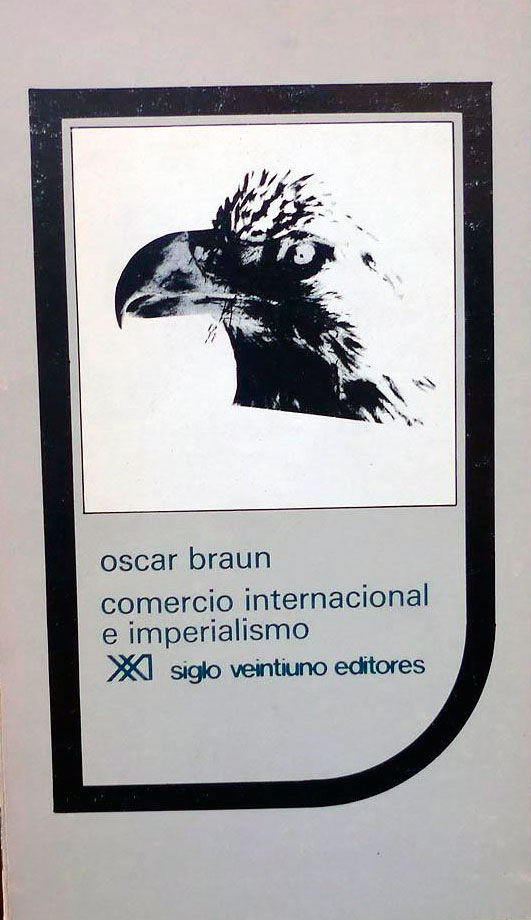 oscar braun
comercio internacional
e imperialismo
XXI siglo veintiuno editores